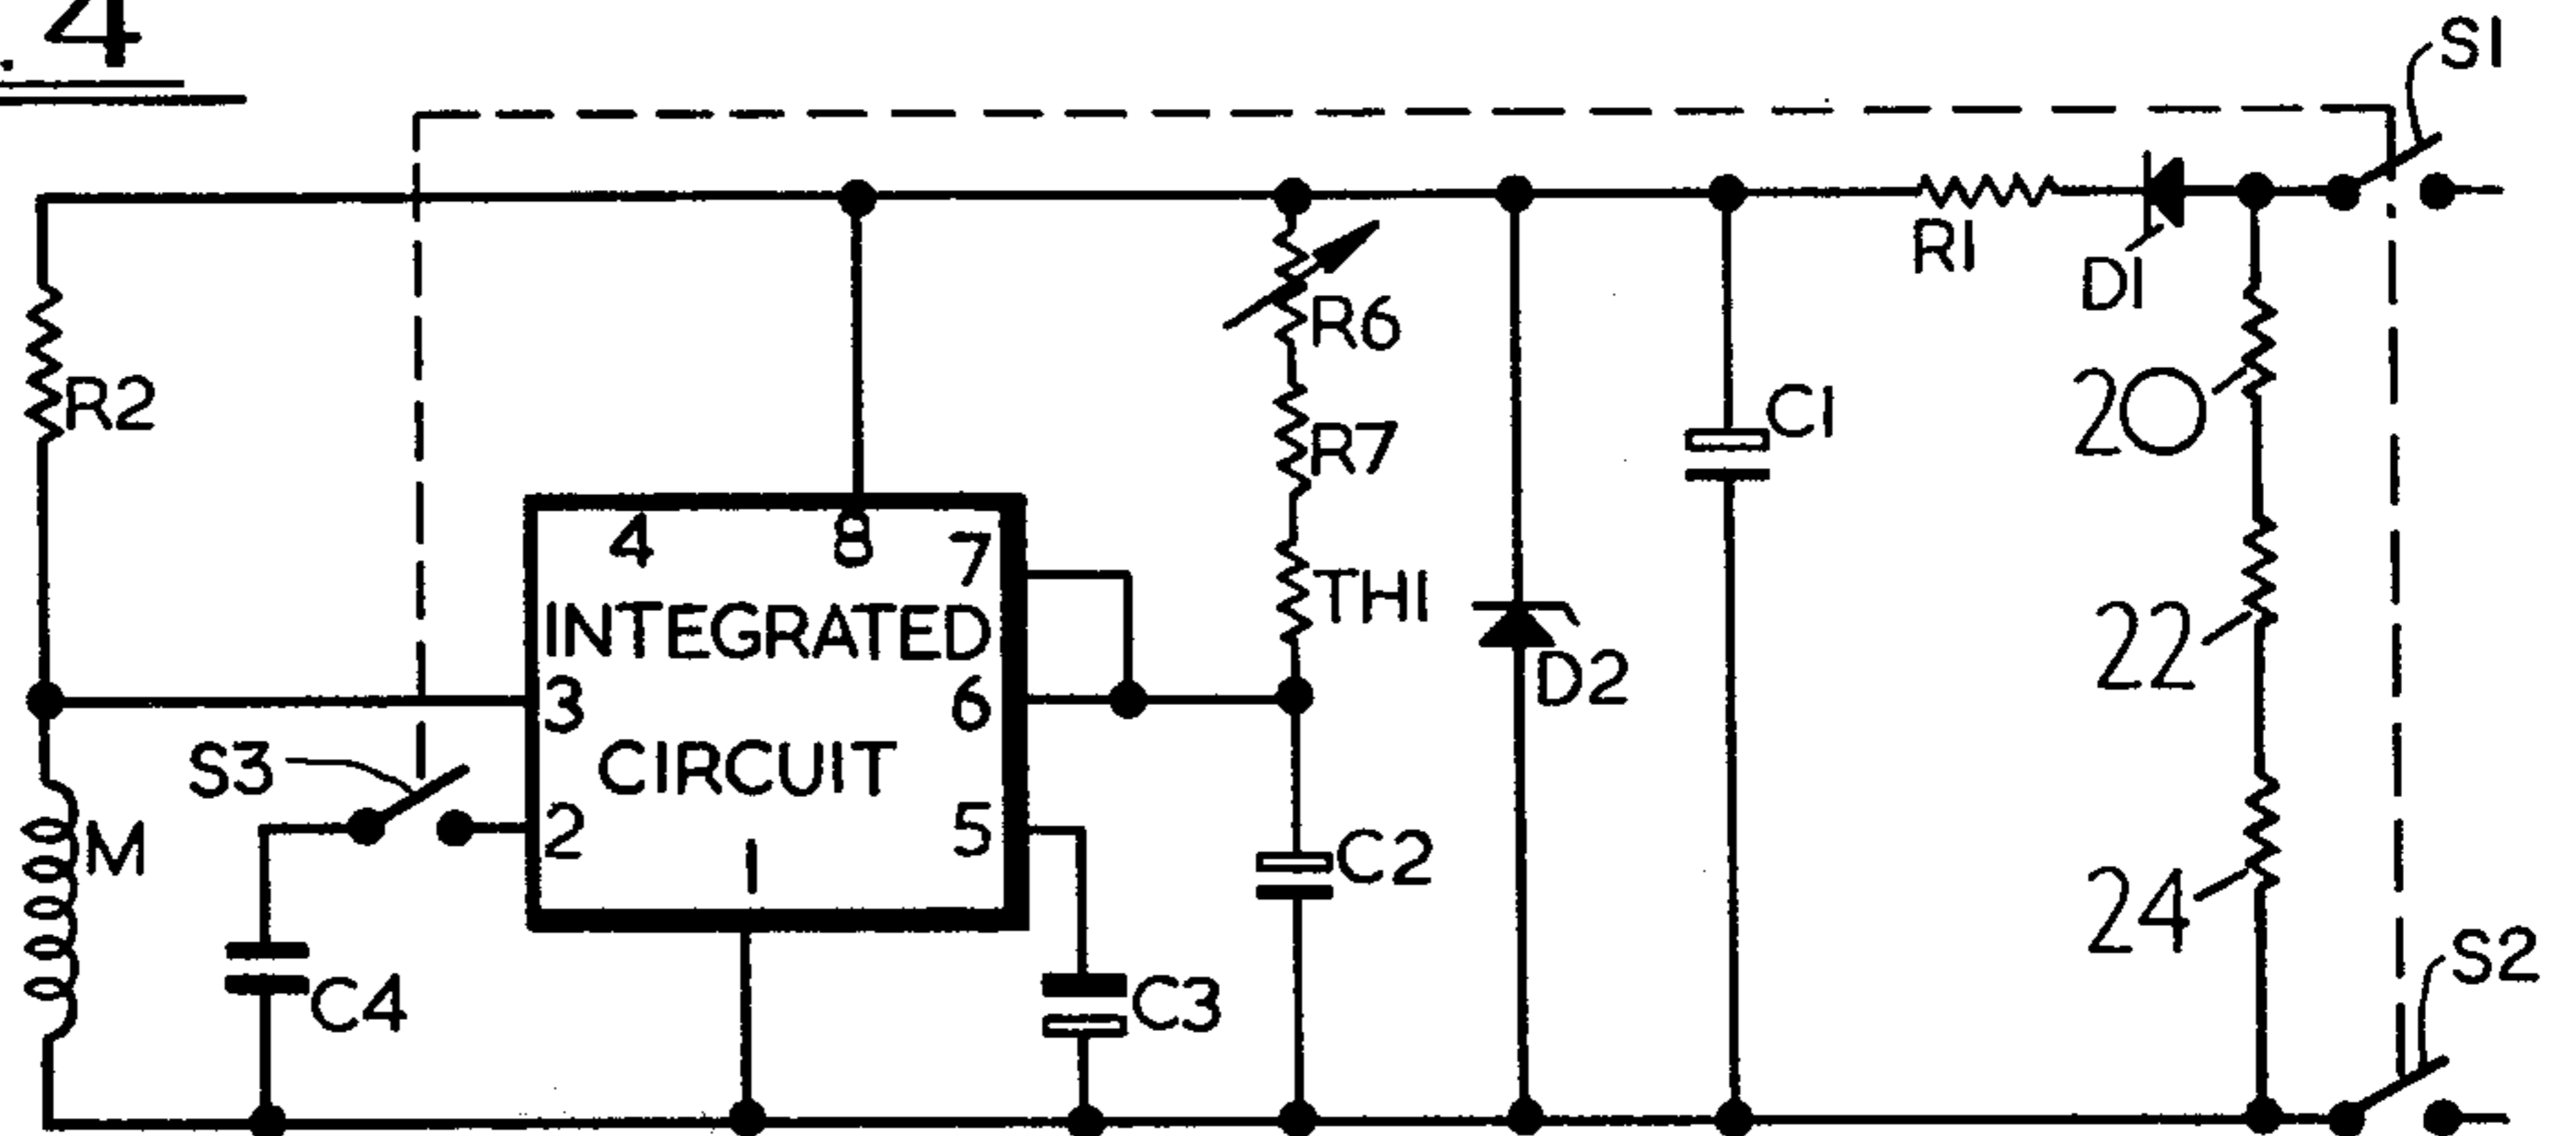 . 4
S1
R1
D1
R6
R2
R7
C1
20
4 8 7
INTEGRATED
TH1
22
D2
3 6
S3
CIRCUIT
M
2 5
1
C2
24
C4
C3
S2